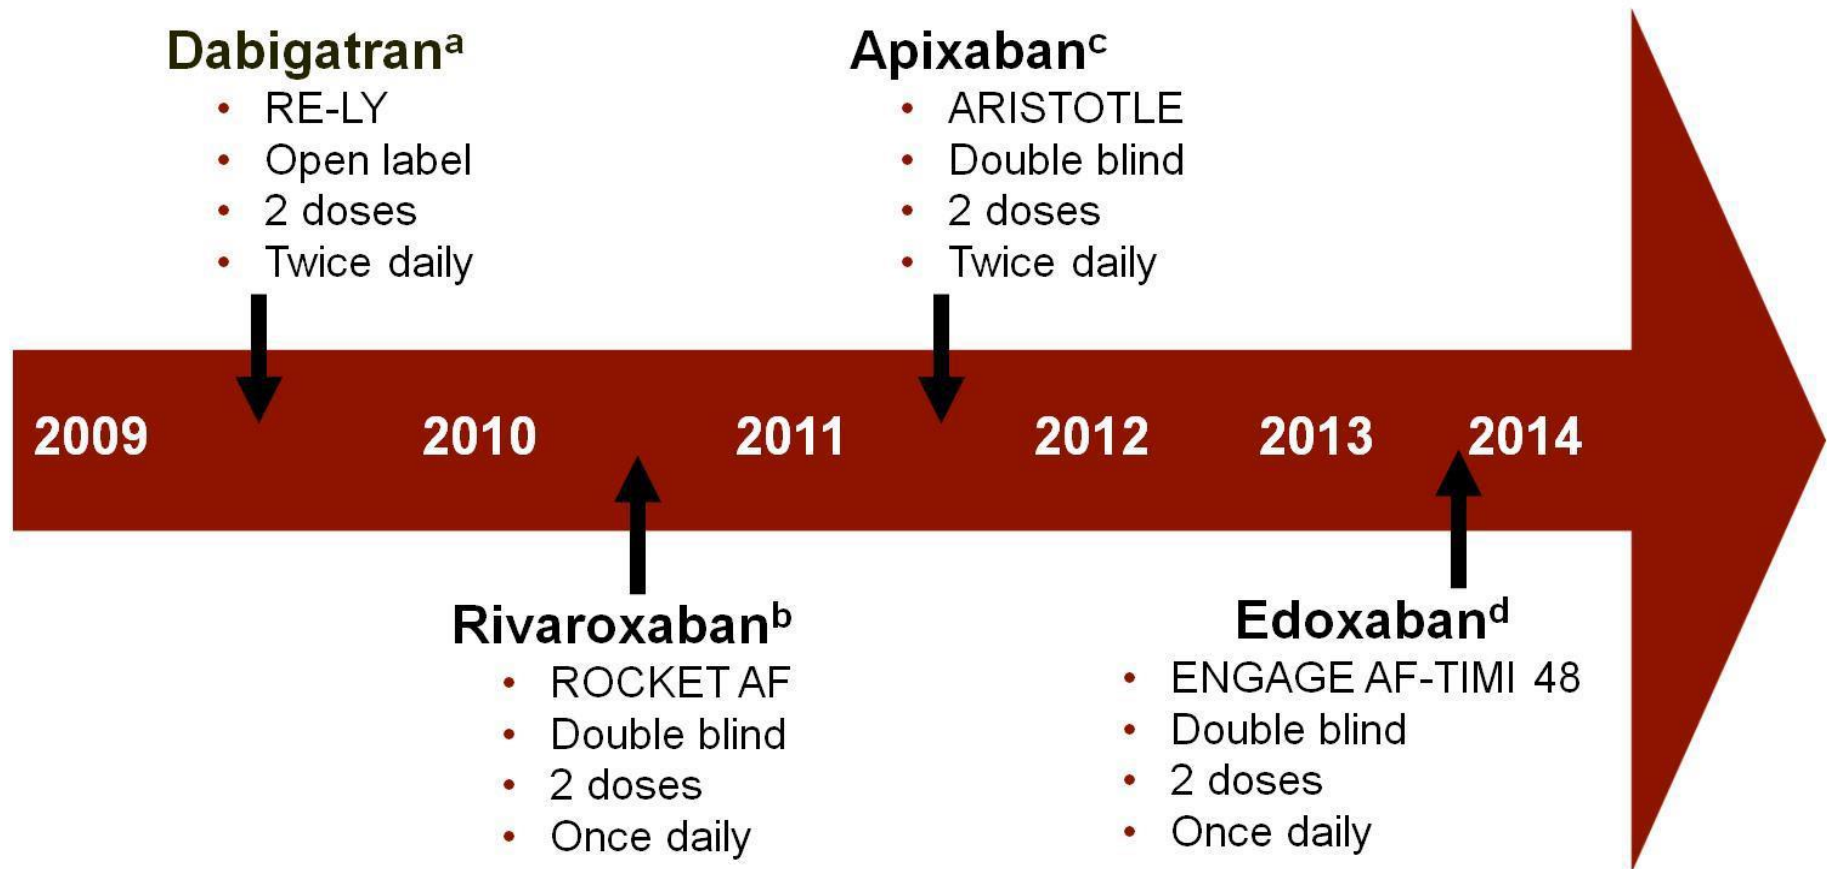 Dabigatranᵃ
• RE-LY
• Open label
• 2 doses
• Twice daily
Apixabanᶜ
• ARISTOTLE
• Double blind
• 2 doses
• Twice daily
2009 2010 2011 2012 2013 2014
Rivaroxabanᵇ
• ROCKET AF
• Double blind
• 2 doses
• Once daily
Edoxabanᵈ
• ENGAGE AF-TIMI 48
• Double blind
• 2 doses
• Once daily